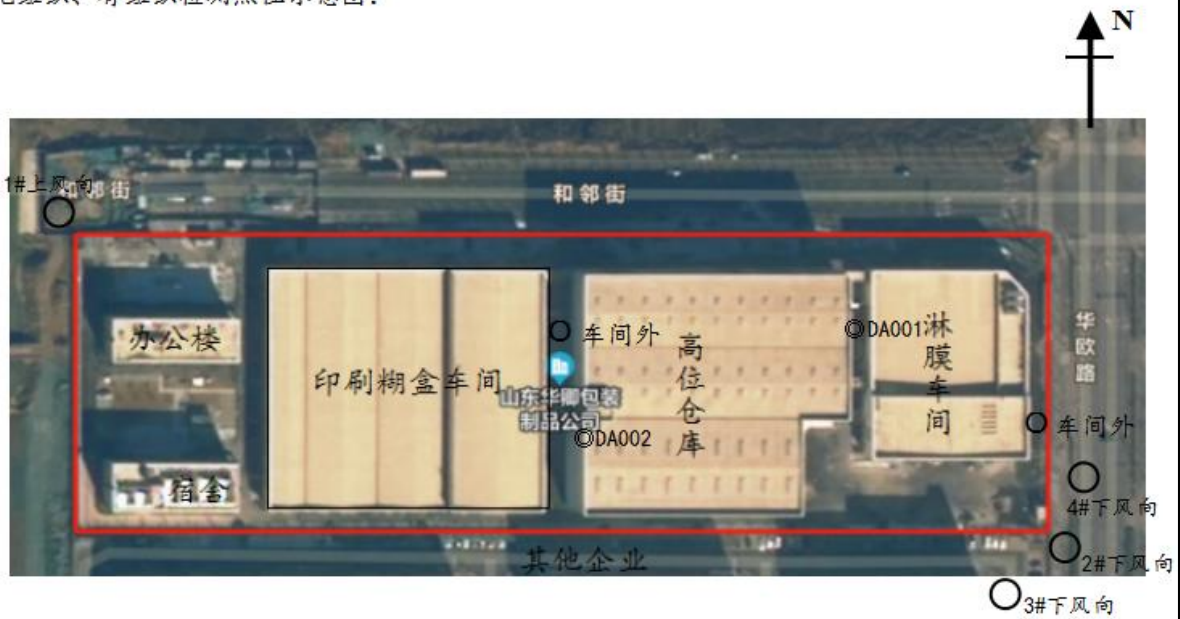 N
1#上风向
和邻街
和邻街
华欧路
办公楼
车间外
DA001
淋膜车间
高位仓库
印刷糊盒车间
山东华卿包装
制品公司
DA002
车间外
宿舍
4#下风向
其他企业
2#下风向
3#下风向